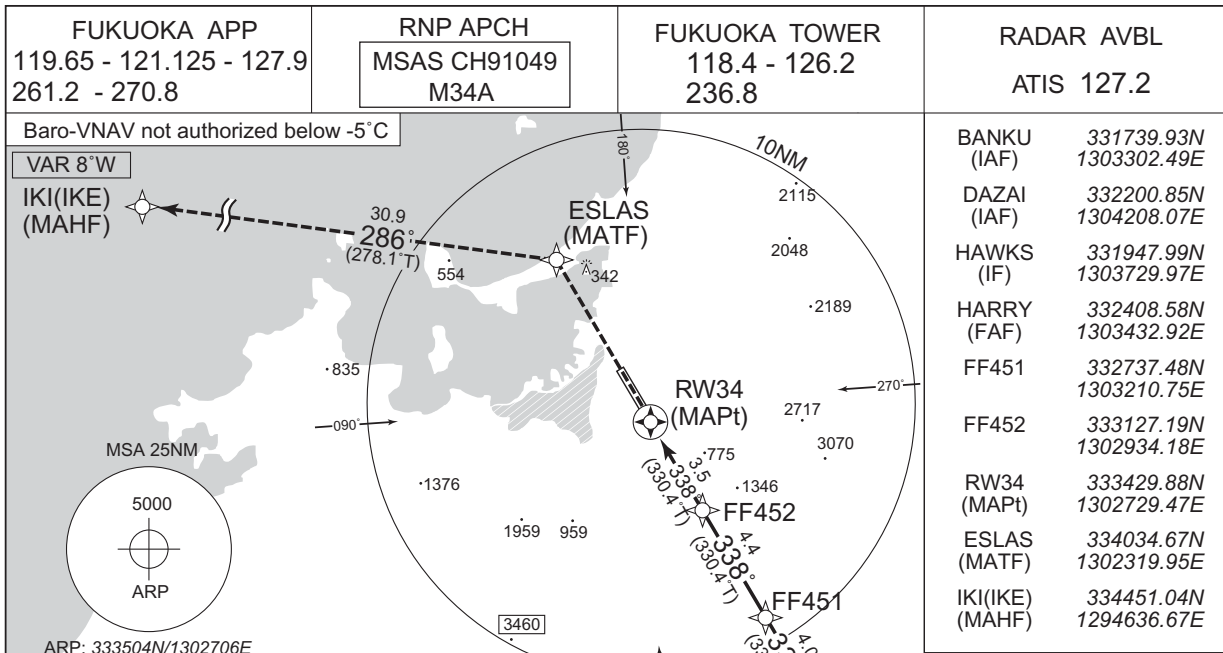 FUKUOKA APP
119.65 - 121.125 - 127.9
261.2 - 270.8
RNP APCH
MSAS CH91049
M34A
FUKUOKA TOWER
118.4 - 126.2
236.8
RADAR AVBL
ATIS 127.2
Baro-VNAV not authorized below -5˚C
VAR 8˚W
IKI(IKE)
(MAHF)
30.9
286˚
(278.1˚T)
554
ESLAS
(MATF)
342
180˚
10NM
2115
2048
2189
835
RW34
(MAPt)
270˚
090˚
2717
3070
775
3.5
338˚
(330.4˚T)
1346
1376
1959
959
FF452
4.4
338˚
(330.4˚T)
FF451
4.0
3460
MSA 25NM
5000
ARP
ARP: 333504N/1302706E
BANKU 331739.93N
(IAF) 1303302.49E
DAZAI 332200.85N
(IAF) 1304208.07E
HAWKS 331947.99N
(IF) 1303729.97E
HARRY 332408.58N
(FAF) 1303432.92E
FF451 332737.48N
1303210.75E
FF452 333127.19N
1302934.18E
RW34 333429.88N
(MAPt) 1302729.47E
ESLAS 334034.67N
(MATF) 1302319.95E
IKI(IKE) 334451.04N
(MAHF) 1294636.67E